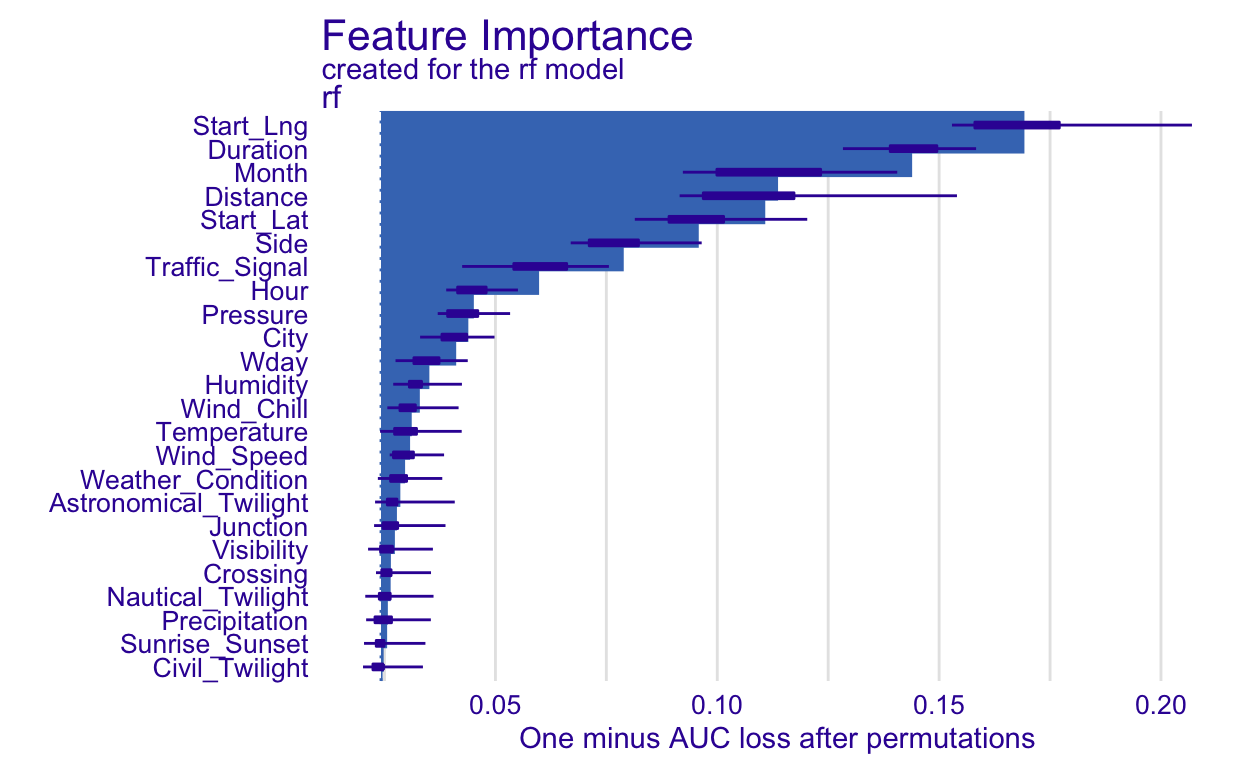 Feature Importance
created for the rf model
rf
Start_Lng
Duration
Month
Distance
Start_Lat
Side
Traffic_Signal
Hour
Pressure
City
Wday
Humidity
Wind_Chill
Temperature
Wind_Speed
Weather_Condition
Astronomical_Twilight
Junction
Visibility
Crossing
Nautical_Twilight
Precipitation
Sunrise_Sunset
Civil_Twilight
0.05 0.10 0.15 0.20
One minus AUC loss after permutations